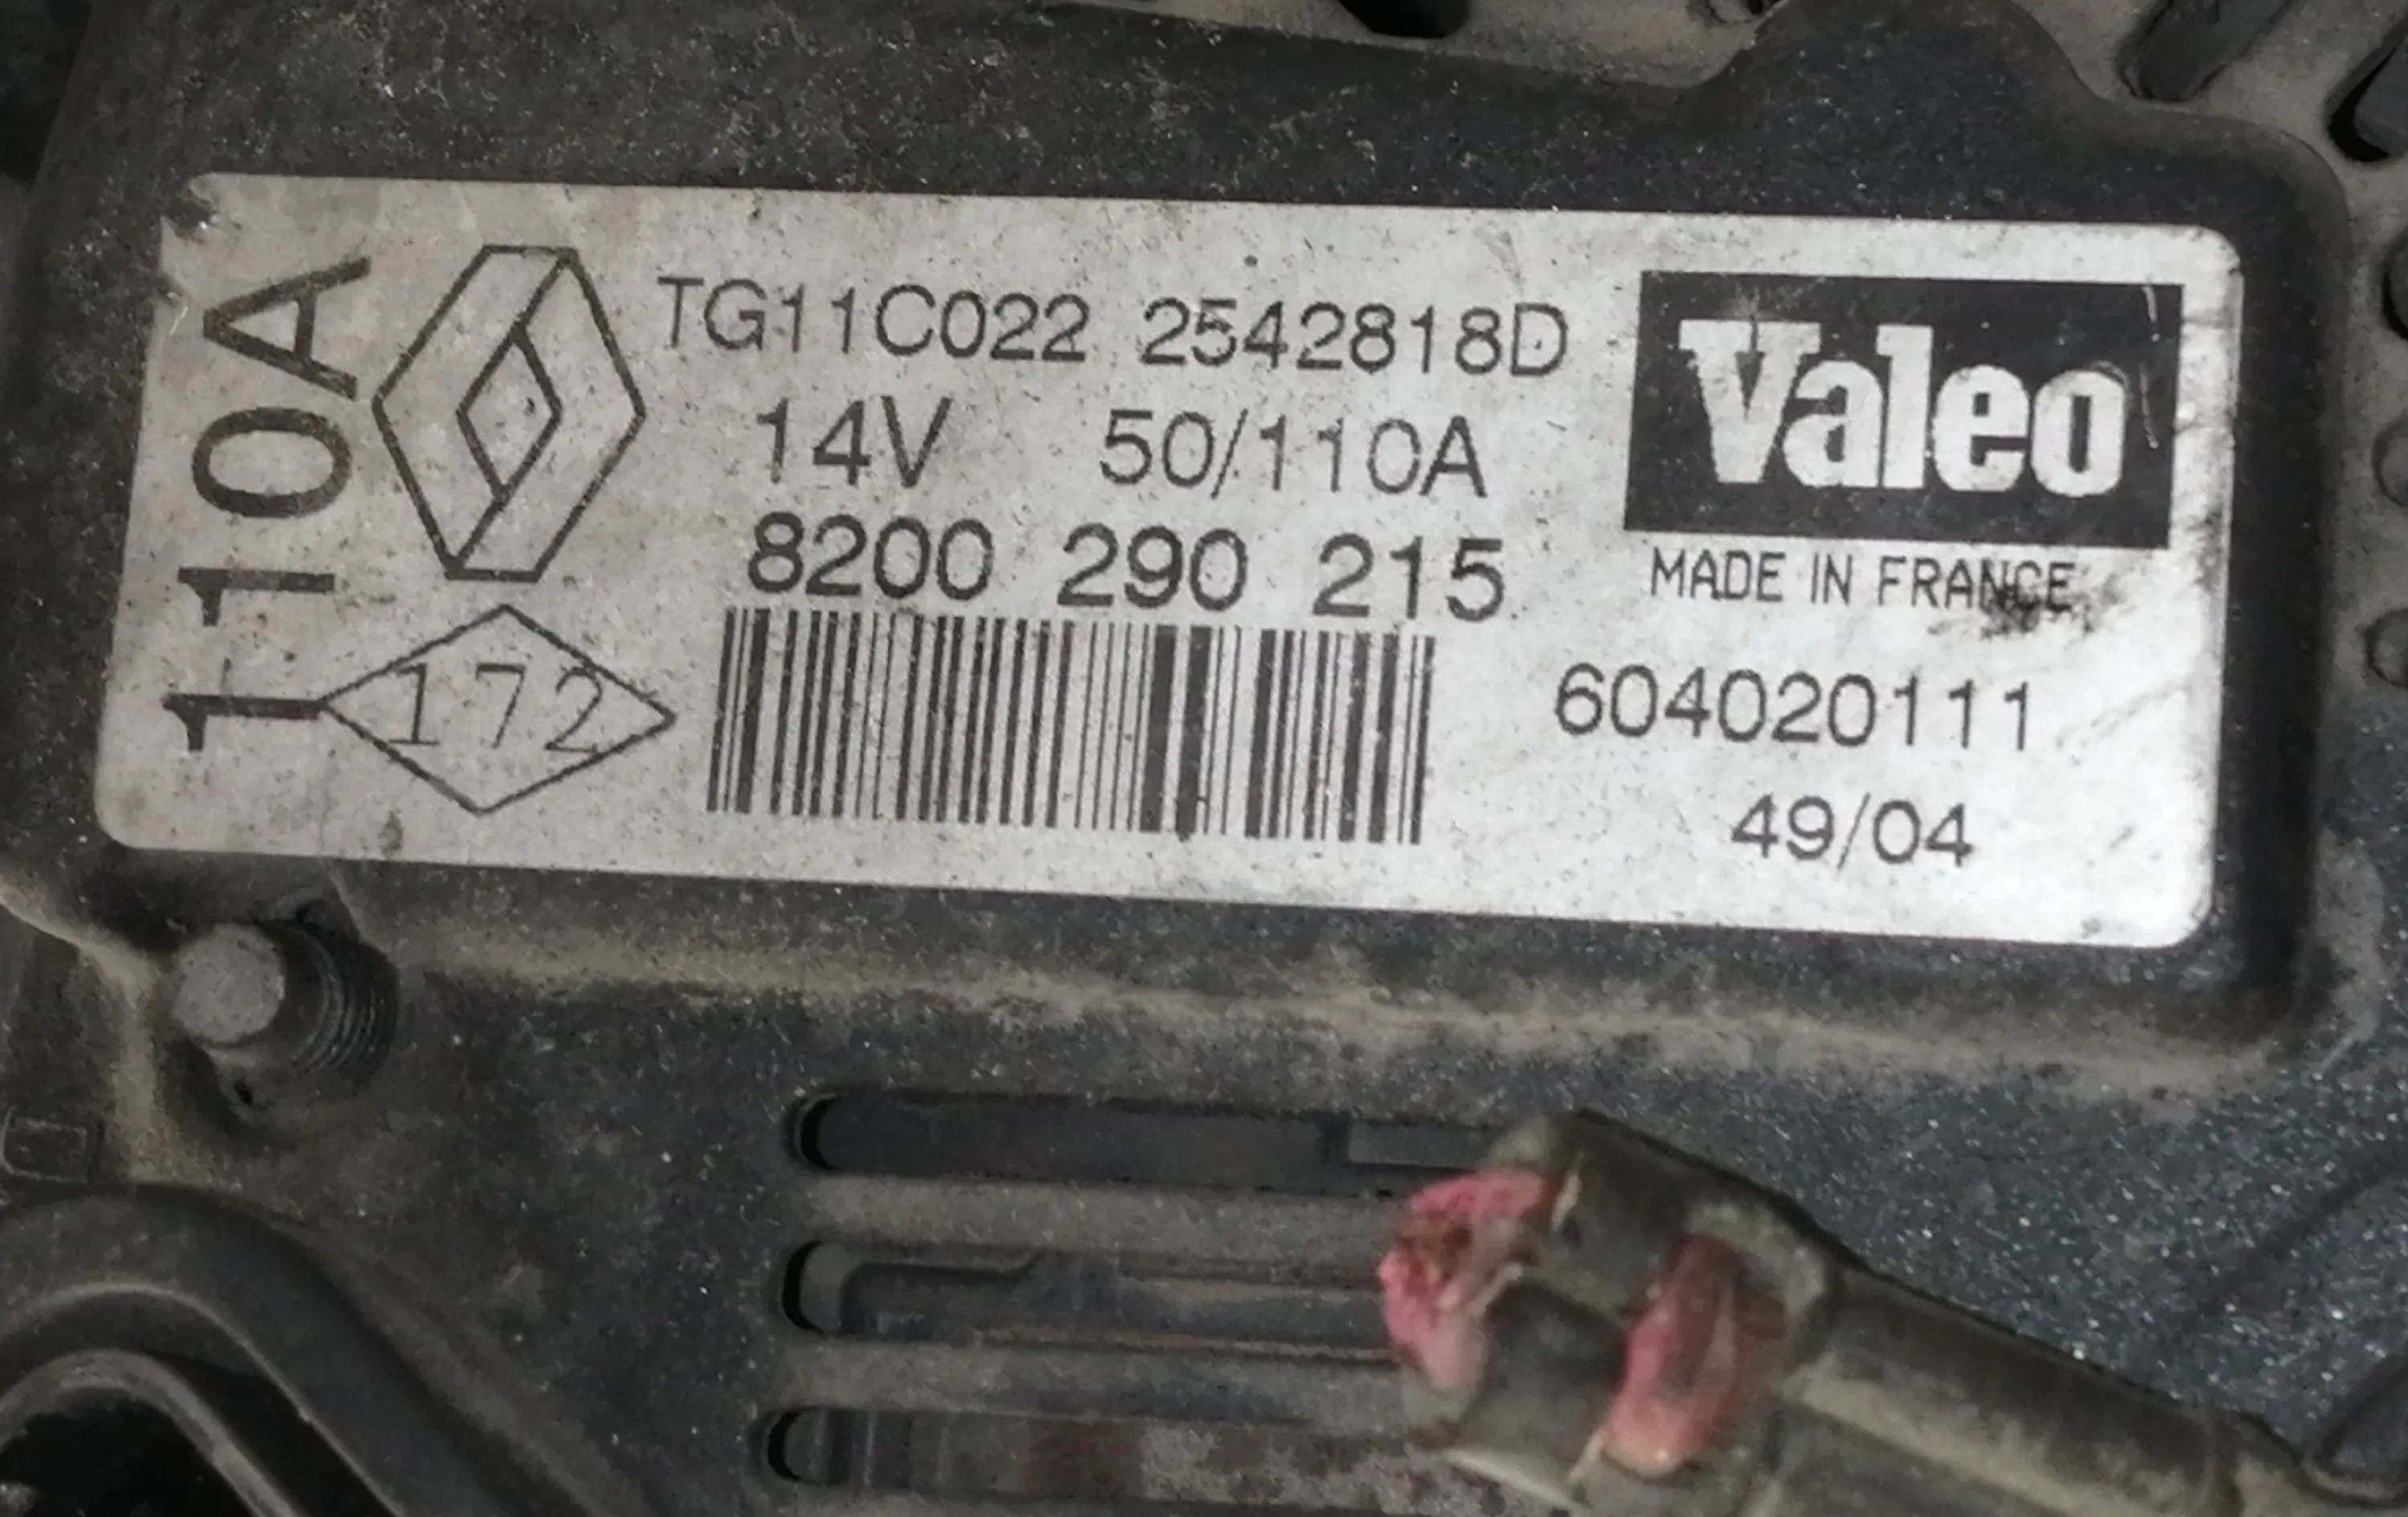 110A
TG11C022 2542818D
14V 50/110A
8200 290 215
172
Valeo
MADE IN FRANCE
604020111
49/04